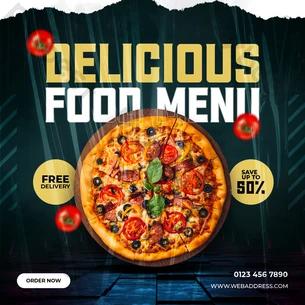 DELICIOUS
FOOD MENU
FREE
DELIVERY
SAVE
UP TO
50%
ORDER NOW
0123 456 7890
WWW.WEBADDRESS.COM